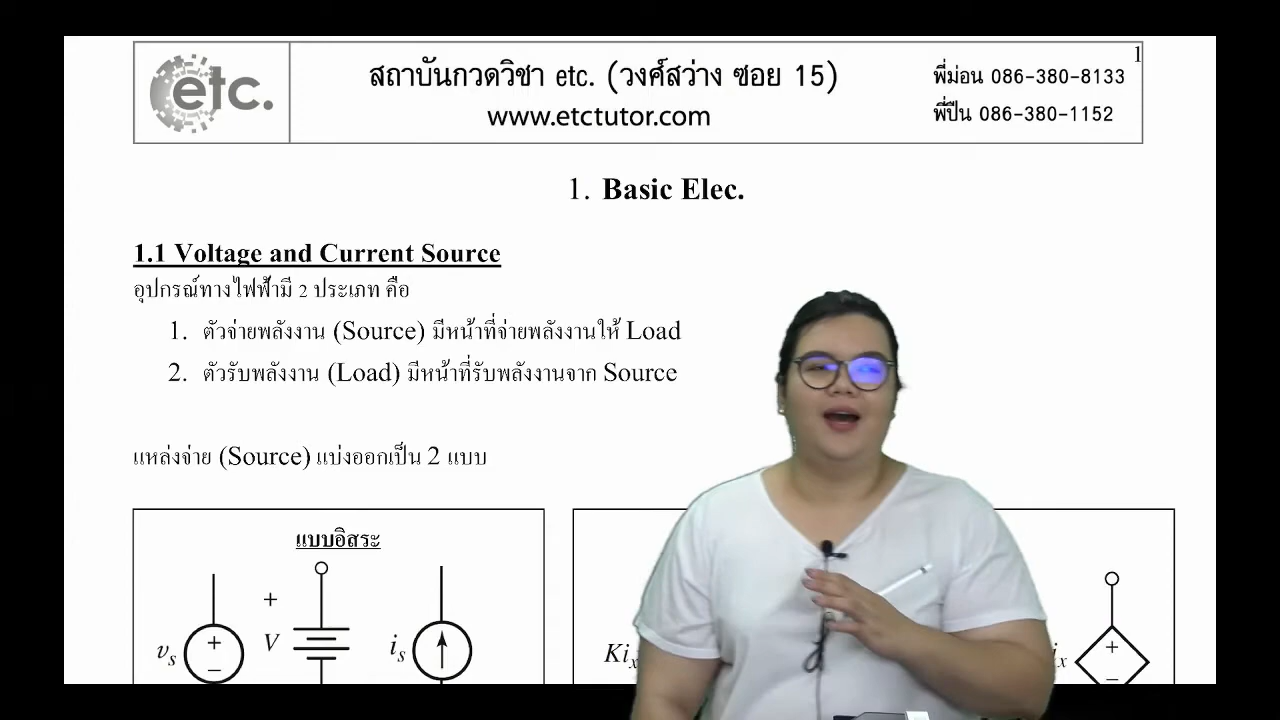 1
etc.
สถาบันกวดวิชา etc. (วงศ์สว่าง ซอย 15)
www.etctutor.com
พี่ม่อน 086-380-8133
พี่ปืน 086-380-1152
1. Basic Elec.
1.1 Voltage and Current Source
อุปกรณ์ทางไฟฟ้ามี 2 ประเภท คือ
1. ตัวจ่ายพลังงาน (Source) มีหน้าที่จ่ายพลังงานให้ Load
2. ตัวรับพลังงาน (Load) มีหน้าที่รับพลังงานจาก Source
แหล่งจ่าย (Source) แบ่งออกเป็น 2 แบบ
แบบอิสระ
vs + − + V is
Kix ix + −